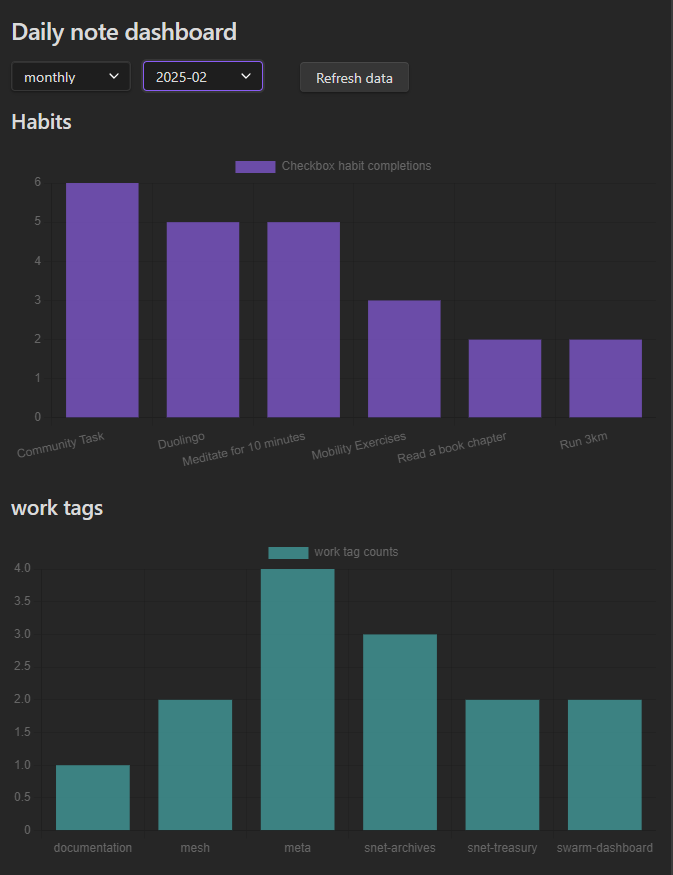 Daily note dashboard
monthly 2025-02 Refresh data
Habits
Checkbox habit completions
6
5
4
3
2
1
0
Community Task Duolingo Meditate for 10 minutes Mobility Exercises Read a book chapter Run 3km
work tags
work tag counts
4.0
3.5
3.0
2.5
2.0
1.5
1.0
0.5
0
documentation mesh meta snet-archives snet-treasury swarm-dashboard